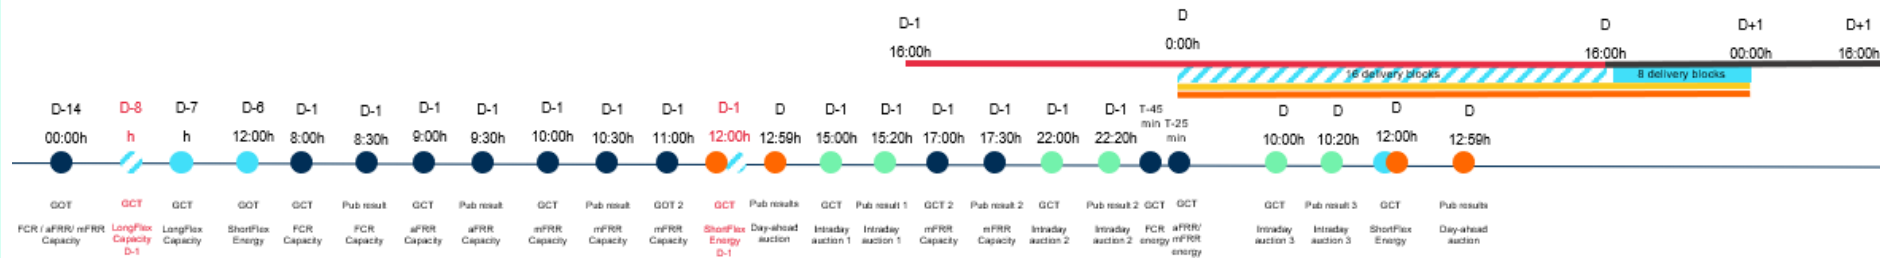 D-1
16:00h
D
0:00h
D
16:00h
D+1
00:00h
D+1
16:00h
16 delivery blocks
8 delivery blocks
D-14
00:00h
D-8
h
D-7
h
D-6
12:00h
D-1
8:00h
D-1
8:30h
D-1
9:00h
D-1
9:30h
D-1
10:00h
D-1
10:30h
D-1
11:00h
D-1
12:00h
D
12:59h
D-1
15:00h
D-1
15:20h
D-1
17:00h
D-1
17:30h
D-1
22:00h
D-1
22:20h
T-45
min
T-25
min
D
10:00h
D
10:20h
D
12:00h
D
12:59h
GOT
FCR / aFRR/ mFRR
Capacity
GCT
LongFlex
Capacity
D-1
GCT
LongFlex
Capacity
GOT
ShortFlex
Energy
GCT
FCR
Capacity
Pub result
FCR
Capacity
GCT
aFRR
Capacity
Pub result
aFRR
Capacity
GCT
mFRR
Capacity
Pub result
mFRR
Capacity
GOT 2
mFRR
Capacity
GCT
ShortFlex
Energy
D-1
Pub results
Day-ahead
auction
GCT
Intraday
auction 1
Pub result 1
Intraday
auction 1
GCT 2
mFRR
Capacity
Pub result 2
mFRR
Capacity
GCT
Intraday
auction 2
Pub result 2
Intraday
auction 2
GCT
FCR
energy
GCT
aFRR/
mFRR
energy
GCT
Intraday
auction 3
Pub result 3
Intraday
auction 3
GCT
ShortFlex
Energy
Pub results
Day-ahead
auction